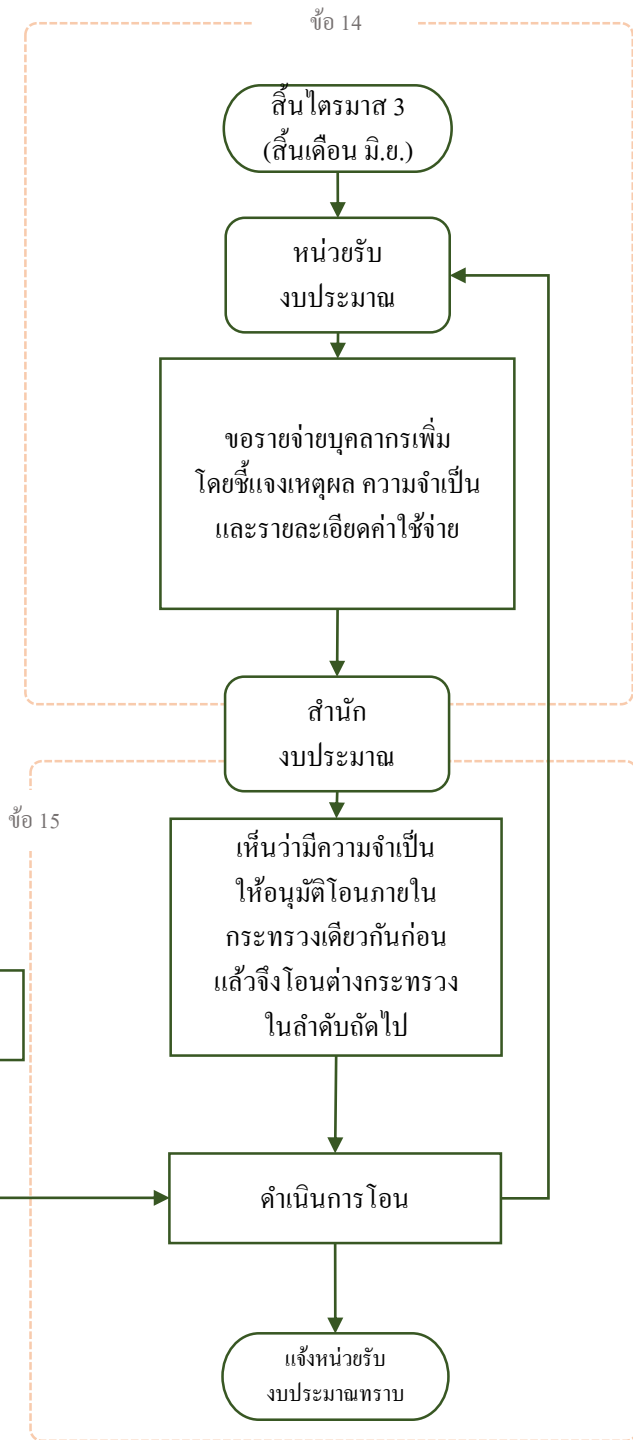 ข้อ 14
สิ้นไตรมาส 3
(สิ้นเดือน มิ.ย.)
หน่วยรับ
งบประมาณ
ขอรายจ่ายบุคลากรเพิ่ม
โดยชี้แจงเหตุผล ความจำเป็น
และรายละเอียดค่าใช้จ่าย
สำนัก
งบประมาณ
ข้อ 15
เห็นว่ามีความจำเป็น
ให้อนุมัติโอนภายใน
กระทรวงเดียวกันก่อน
แล้วจึงโอนต่างกระทรวง
ในลำดับถัดไป
ดำเนินการโอน
แจ้งหน่วยรับ
งบประมาณทราบ